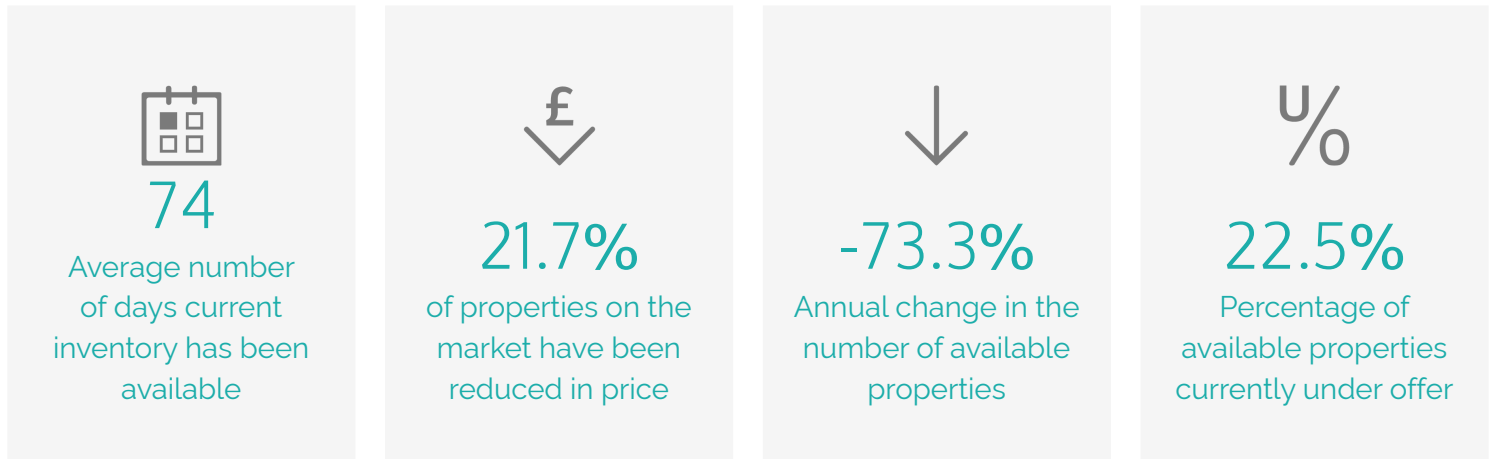 74
Average number
of days current
inventory has been
available
£
21.7%
of properties on the
market have been
reduced in price
-73.3%
Annual change in the
number of available
properties
U%
22.5%
Percentage of
available properties
currently under offer